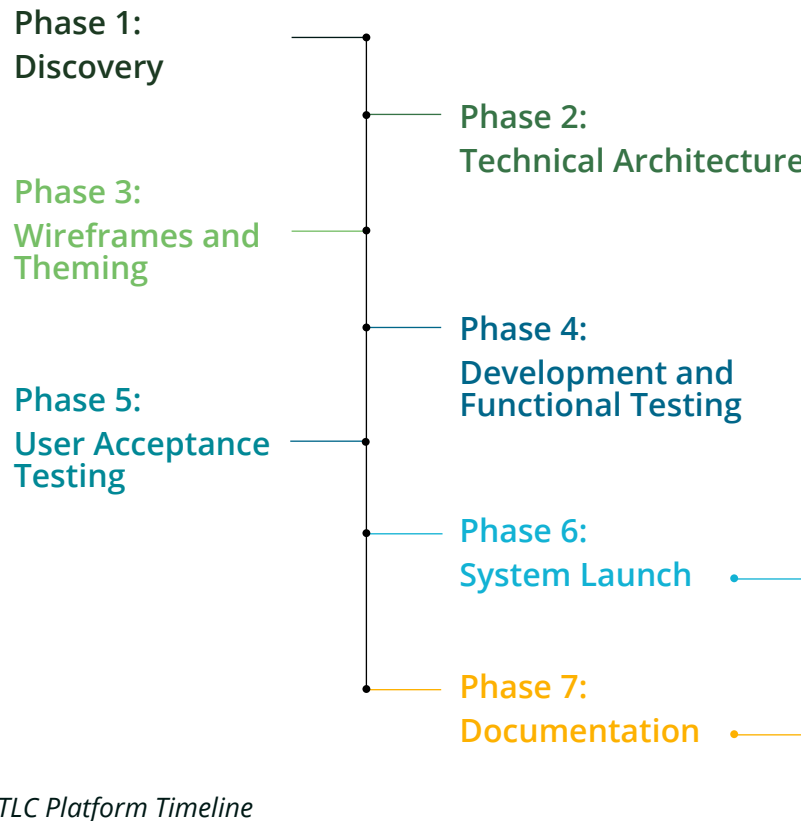 Phase 1:
Discovery
Phase 2:
Technical Architecture
Phase 3:
Wireframes and
Theming
Phase 4:
Development and
Functional Testing
Phase 5:
User Acceptance
Testing
Phase 6:
System Launch
Phase 7:
Documentation
TLC Platform Timeline